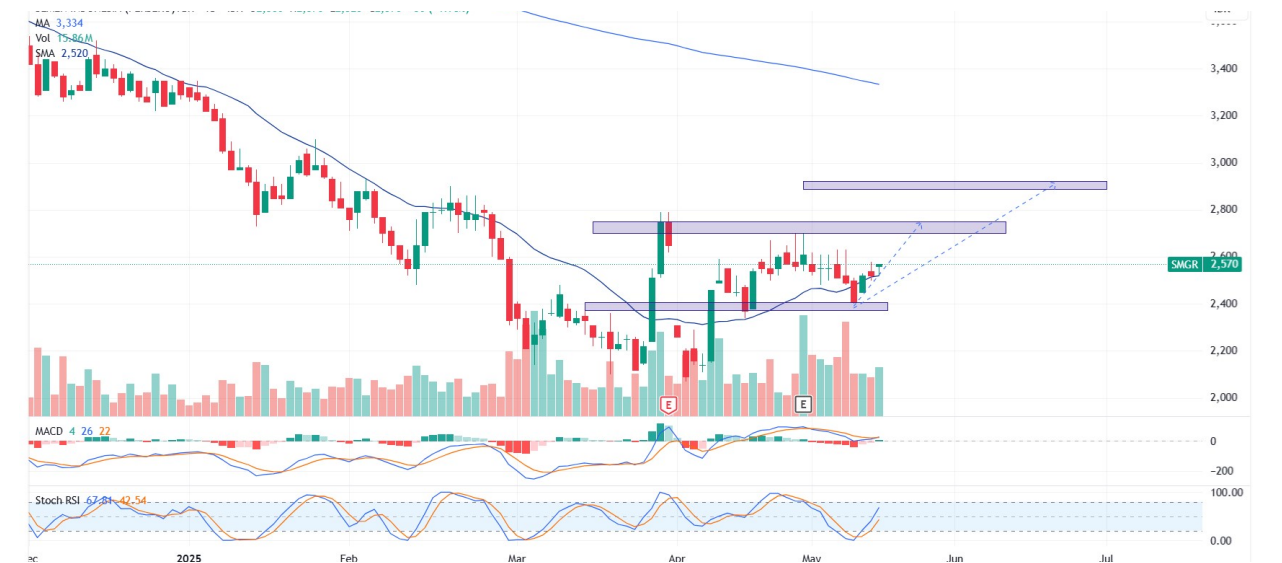 MA 3,334
Vol 15.86M
SMA 2,520
3,400
3,200
3,000
2,800
2,600
SMGR 2,570
2,400
2,200
2,000
E E
MACD 4 26 22
0
−200
Stoch RSI 67.81 42.54
100.00
0.00
2025 Feb Mar Apr May Jun Jul